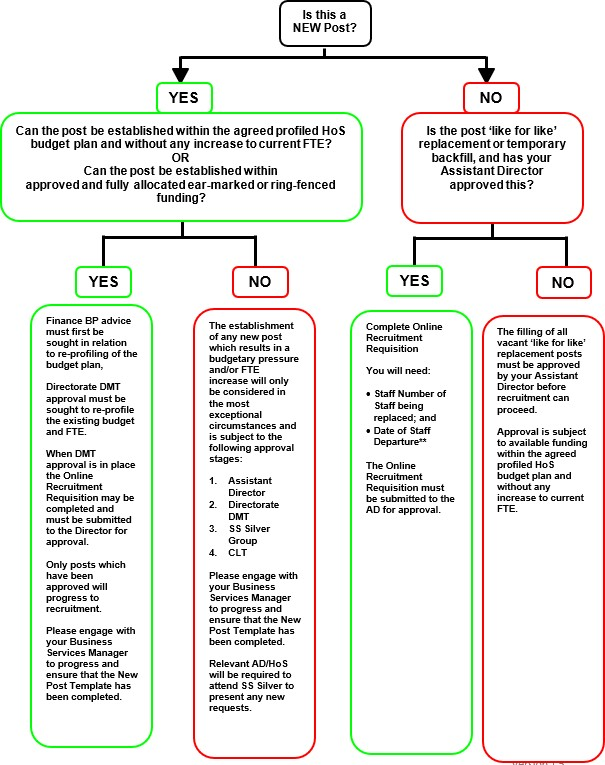 Is this a
NEW Post?
YES
NO
Can the post be established within the agreed profiled HoS
budget plan and without any increase to current FTE?
OR
Can the post be established within
approved and fully allocated ear-marked or ring-fenced
funding?
Is the post ‘like for like’
replacement or temporary
backfill, and has your
Assistant Director
approved this?
YES
NO
YES
NO
Finance BP advice
must first be
sought in relation
to re-profiling of the
budget plan,
Directorate DMT
approval must be
sought to re-profile
the existing budget
and FTE.
When DMT
approval is in place
the Online
Recruitment
Requisition may be
completed and
must be submitted
to the Director for
approval.
Only posts which
have been
approved will
progress to
recruitment.
Please engage with
your Business
Services Manager
to progress and
ensure that the New
Post Template has
been completed.
The establishment
of any new post
which results in a
budgetary pressure
and/or FTE
increase will only
be considered in
the most
exceptional
circumstances and
is subject to the
following approval
stages:
1. Assistant
Director
2. Directorate
DMT
3. SS Silver
Group
4. CLT
Please engage with
your Business
Services Manager
to progress and
ensure that the New
Post Template has
been completed.
Relevant AD/HoS
will be required to
attend SS Silver to
present any new
requests.
Complete Online
Recruitment
Requisition
You will need:
• Staff Number of
Staff being
replaced; and
• Date of Staff
Departure**
The Online
Recruitment
Requisition must
be submitted to the
AD for approval.
The filling of all
vacant ‘like for like’
replacement posts
must be approved
by your Assistant
Director before
recruitment can
proceed.
Approval is subject
to available funding
within the agreed
profiled HoS
budget plan and
without any
increase to current
FTE.